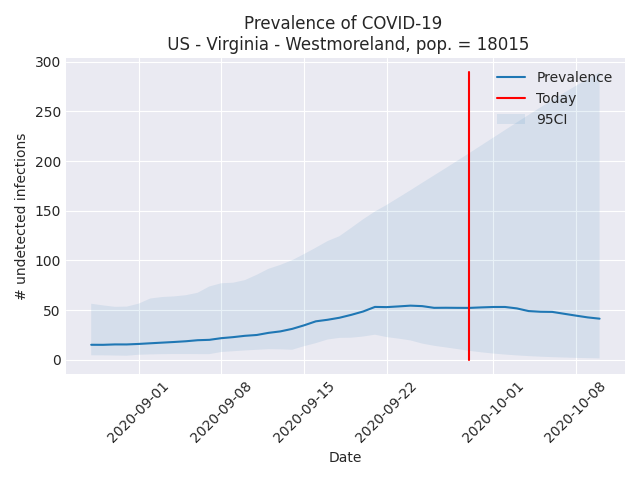 Prevalence of COVID-19
US - Virginia - Westmoreland, pop. = 18015
300
250
200
150
100
50
0
# undetected infections
Prevalence
Today
95CI
2020-09-01
2020-09-08
2020-09-15
2020-09-22
2020-10-01
2020-10-08
Date